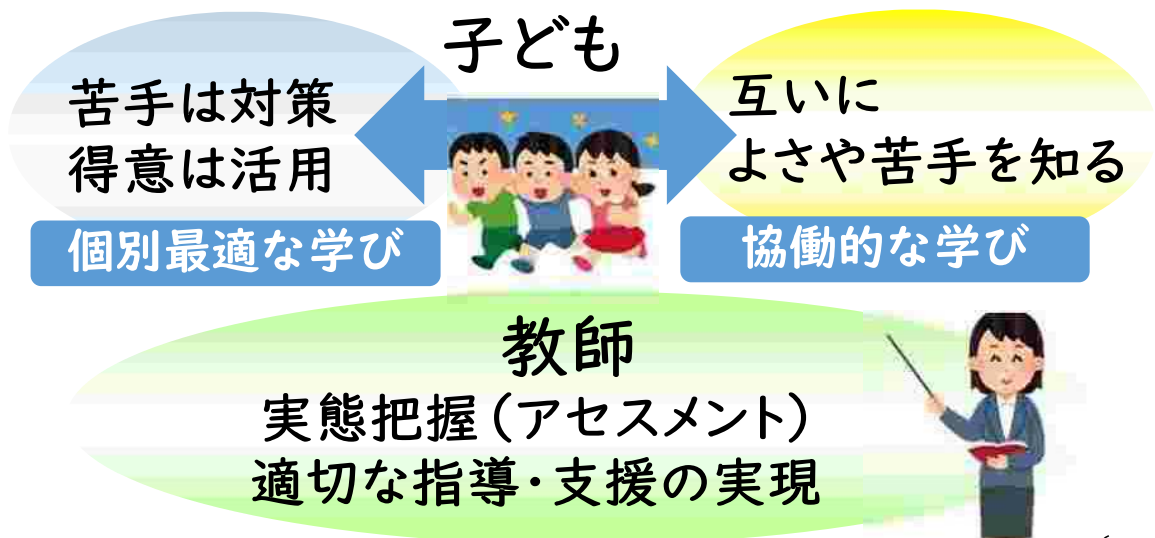 子ども
苦手は対策
得意は活用
個別最適な学び
互いに
よさや苦手を知る
協働的な学び
教師
実態把握(アセスメント)
適切な指導・支援の実現